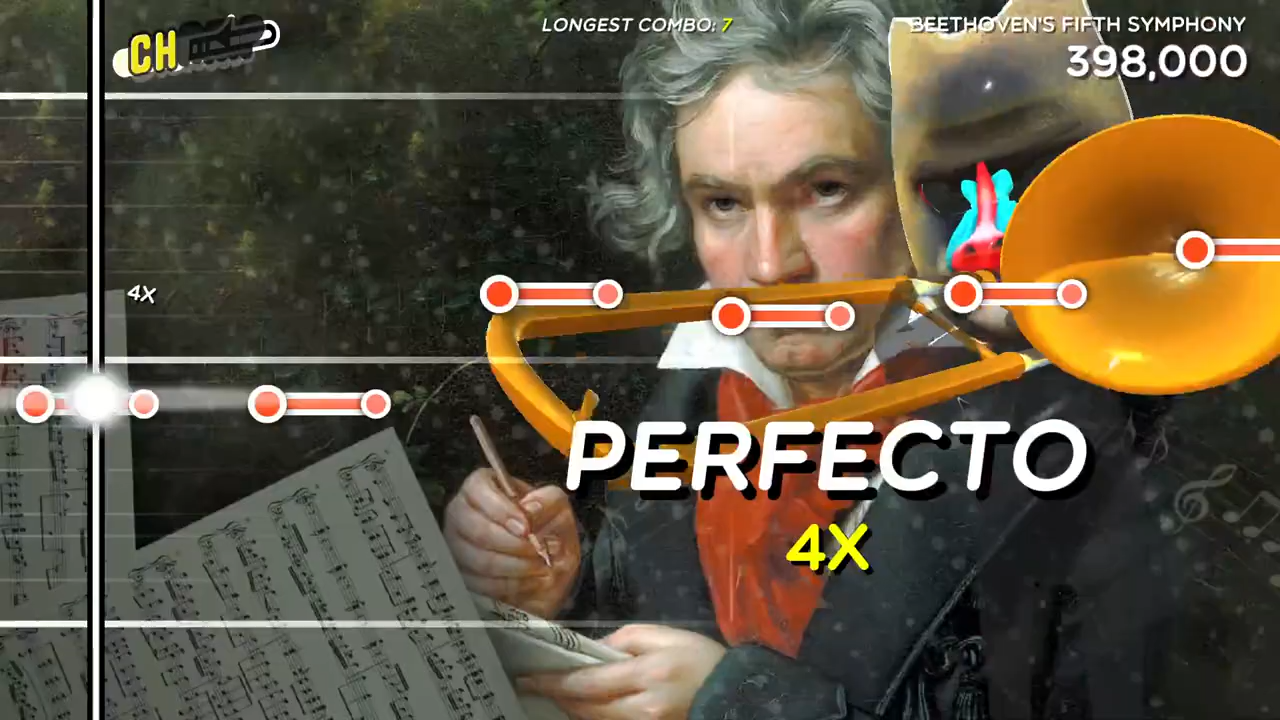 LONGEST COMBO: 7
BEETHOVEN'S FIFTH SYMPHONY
398,000
CH
4X
PERFECTO
4X